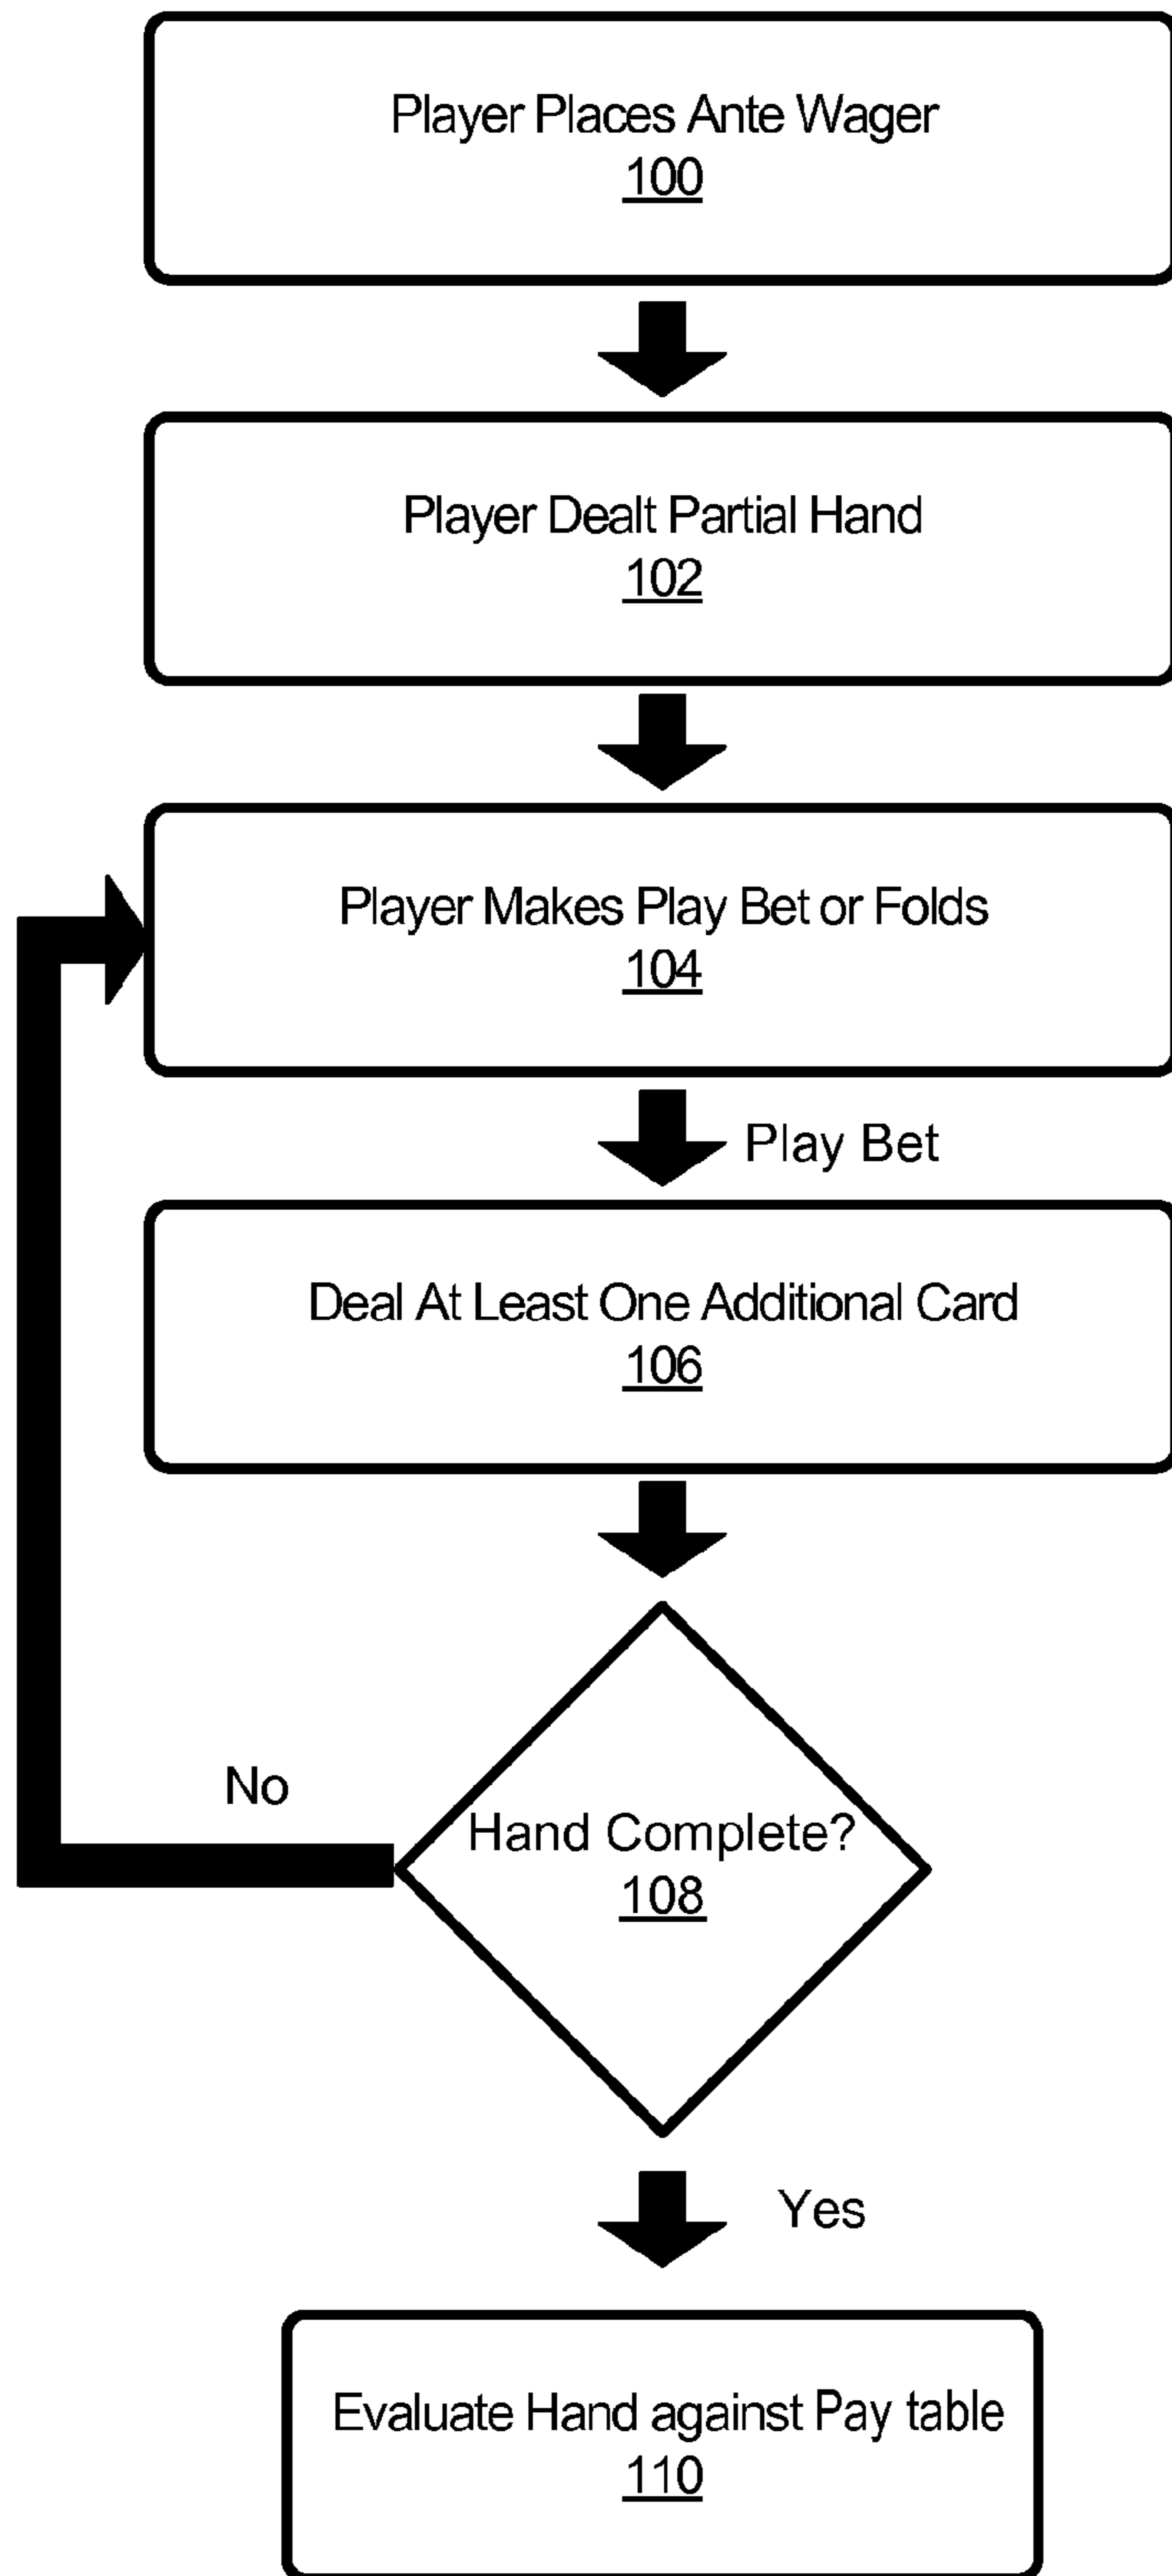 Player Places Ante Wager
100
Player Dealt Partial Hand
102
Player Makes Play Bet or Folds
104
Play Bet
Deal At Least One Additional Card
106
No
Hand Complete?
108
Yes
Evaluate Hand against Pay table
110